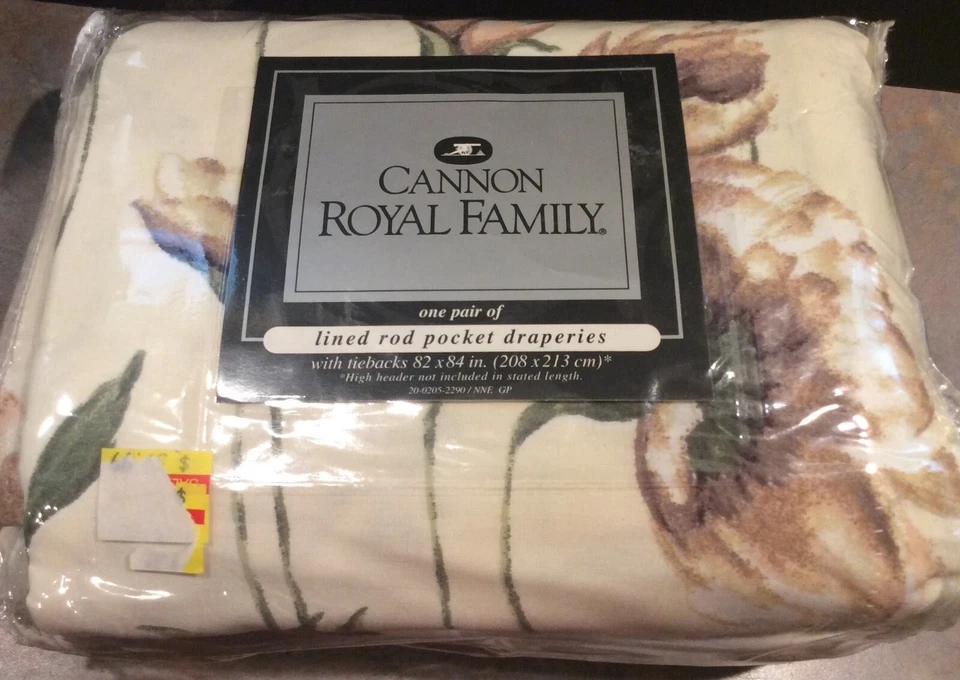 CANNON
ROYAL FAMILY®
one pair of
lined rod pocket draperies
with tiebacks 82 x 84 in. (208 x 213 cm)*
*High header not included in stated length.
20-0205-2290 / NNE GP
$